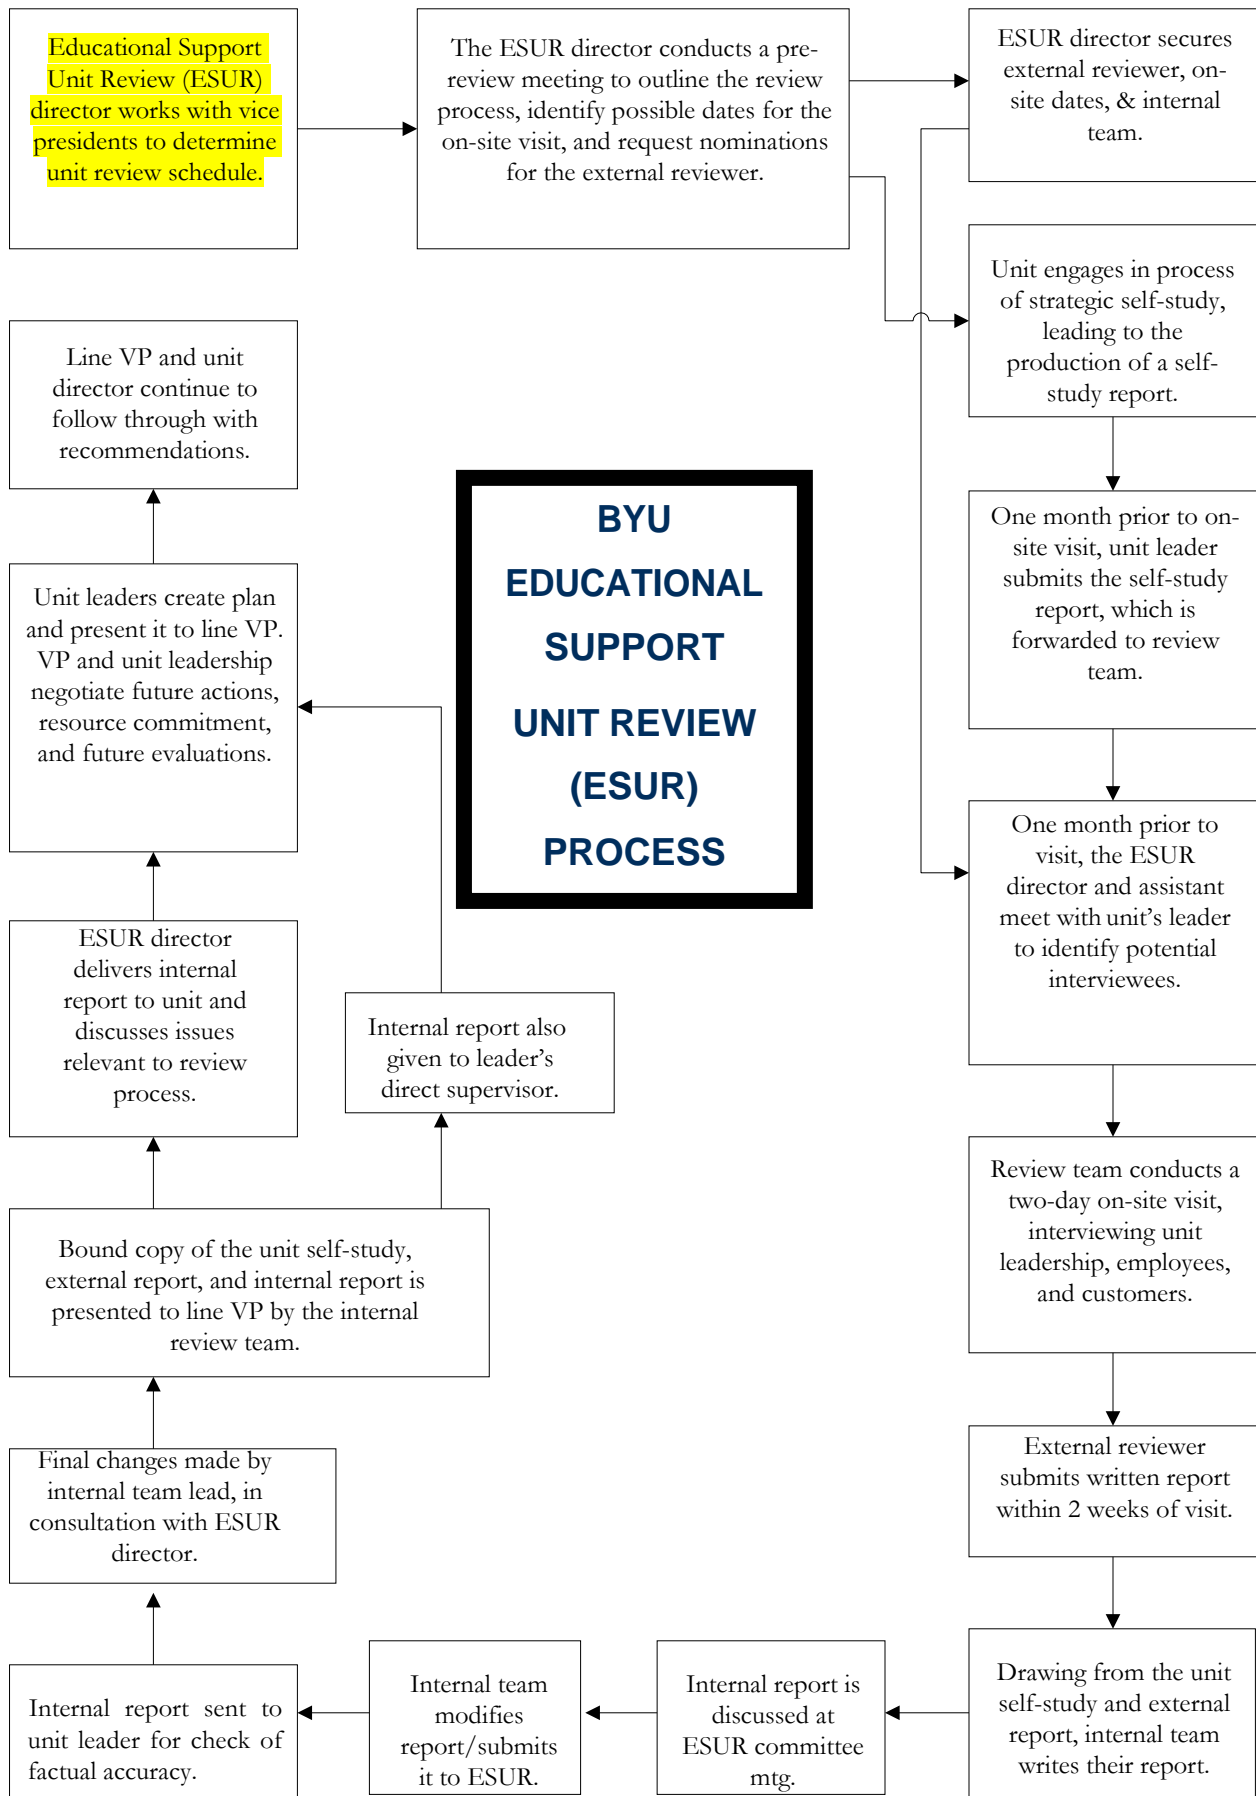 Educational Support
Unit Review (ESUR)
director works with vice
presidents to determine
unit review schedule.
The ESUR director conducts a pre-
review meeting to outline the review
process, identify possible dates for the
on-site visit, and request nominations
for the external reviewer.
ESUR director secures
external reviewer, on-
site dates, & internal
team.
Unit engages in process
of strategic self-study,
leading to the
production of a self-
study report.
One month prior to on-
site visit, unit leader
submits the self-study
report, which is
forwarded to review
team.
One month prior to
visit, the ESUR
director and assistant
meet with unit's leader
to identify potential
interviewees.
Review team conducts a
two-day on-site visit,
interviewing unit
leadership, employees,
and customers.
External reviewer
submits written report
within 2 weeks of visit.
Drawing from the unit
self-study and external
report, internal team
writes their report.
Internal report is
discussed at
ESUR committee
mtg.
Internal team
modifies
report/submits
it to ESUR.
Internal report sent to
unit leader for check of
factual accuracy.
Final changes made by
internal team lead, in
consultation with ESUR
director.
Bound copy of the unit self-study,
external report, and internal report is
presented to line VP by the internal
review team.
Internal report also
given to leader's
direct supervisor.
ESUR director
delivers internal
report to unit and
discusses issues
relevant to review
process.
Unit leaders create plan
and present it to line VP.
VP and unit leadership
negotiate future actions,
resource commitment,
and future evaluations.
Line VP and unit
director continue to
follow through with
recommendations.
BYU
EDUCATIONAL
SUPPORT
UNIT REVIEW
(ESUR)
PROCESS